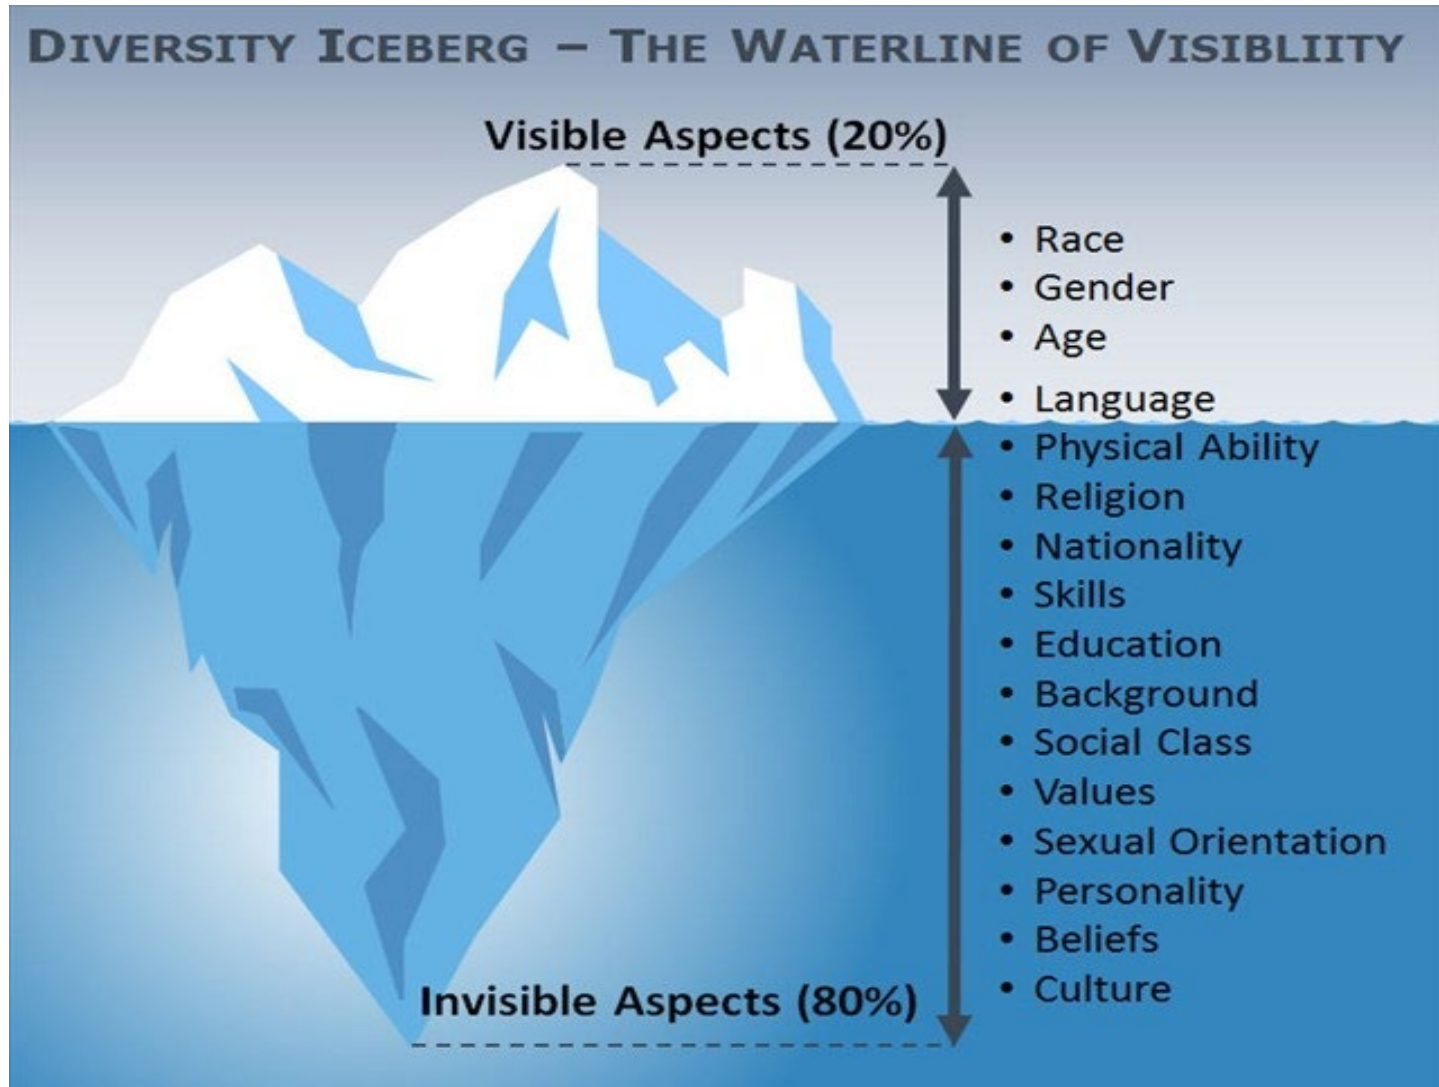 DIVERSITY ICEBERG – THE WATERLINE OF VISIBLIITY
Visible Aspects (20%)
• Race
• Gender
• Age
• Language
• Physical Ability
• Religion
• Nationality
• Skills
• Education
• Background
• Social Class
• Values
• Sexual Orientation
• Personality
• Beliefs
• Culture
Invisible Aspects (80%)